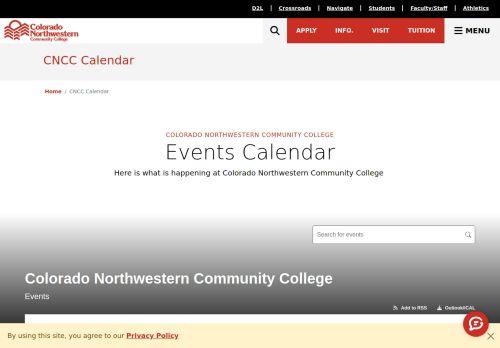 D2L | Crossroads | Navigate | Students | Faculty/Staff | Athletics
Colorado
Northwestern
Community College
APPLY INFO. VISIT TUITION MENU
CNCC Calendar
Home / CNCC Calendar
COLORADO NORTHWESTERN COMMUNITY COLLEGE
Events Calendar
Here is what is happening at Colorado Northwestern Community College
Search for events
Colorado Northwestern Community College
Events
Add to RSS Outlook/iCAL
By using this site, you agree to our Privacy Policy